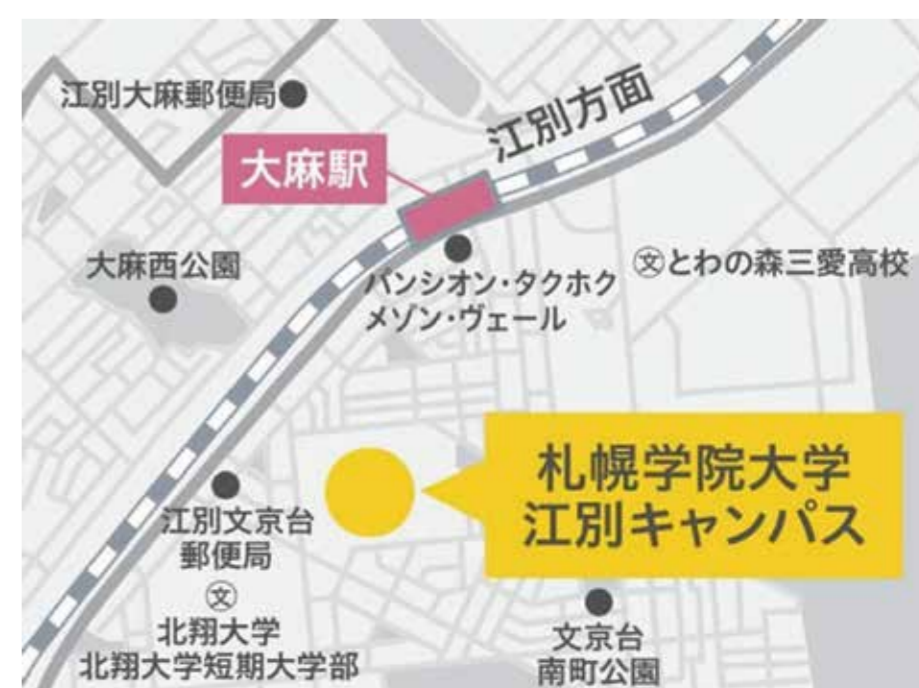 江別大麻郵便局
江別方面
大麻駅
大麻西公園
パンシオン・タクホク
メゾン・ヴェール
文とわの森三愛高校
札幌学院大学
江別キャンパス
江別文京台
郵便局
文
北翔大学
北翔大学短期大学部
文京台
南町公園